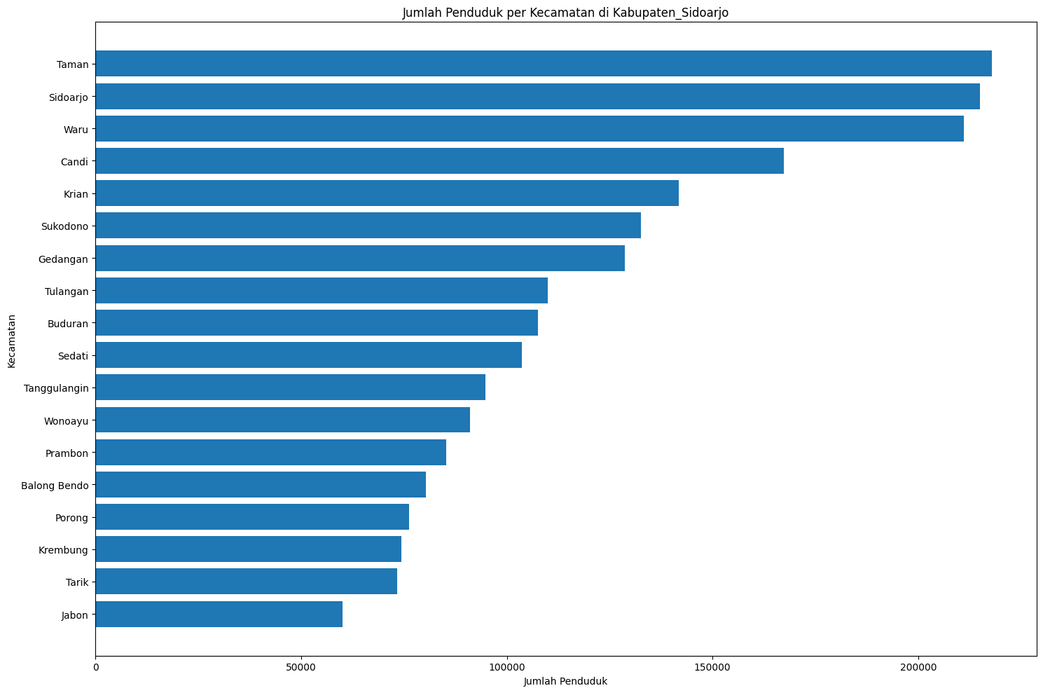 Jumlah Penduduk per Kecamatan di Kabupaten_Sidoarjo
Kecamatan
Taman
Sidoarjo
Waru
Candi
Krian
Sukodono
Gedangan
Tulangan
Buduran
Sedati
Tanggulangin
Wonoayu
Prambon
Balong Bendo
Porong
Krembung
Tarik
Jabon
0 50000 100000 150000 200000
Jumlah Penduduk